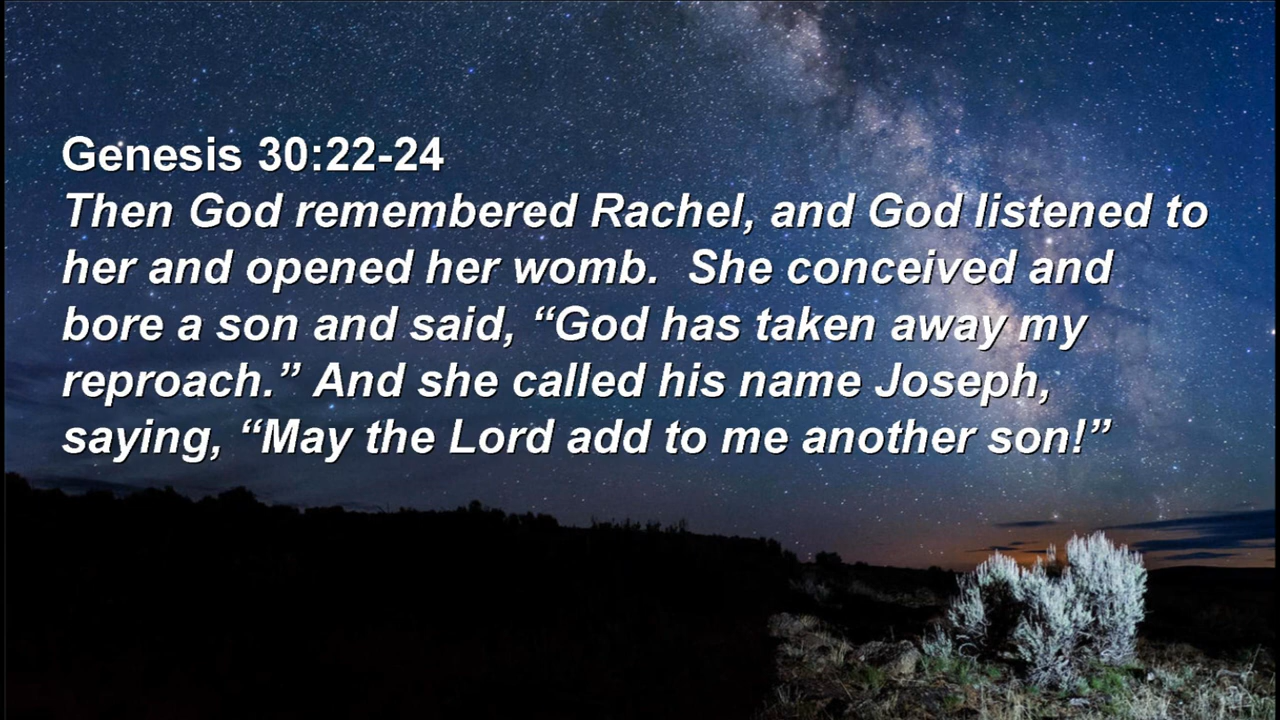 Genesis 30:22-24
Then God remembered Rachel, and God listened to
her and opened her womb.  She conceived and
bore a son and said, “God has taken away my
reproach.” And she called his name Joseph,
saying, “May the Lord add to me another son!”